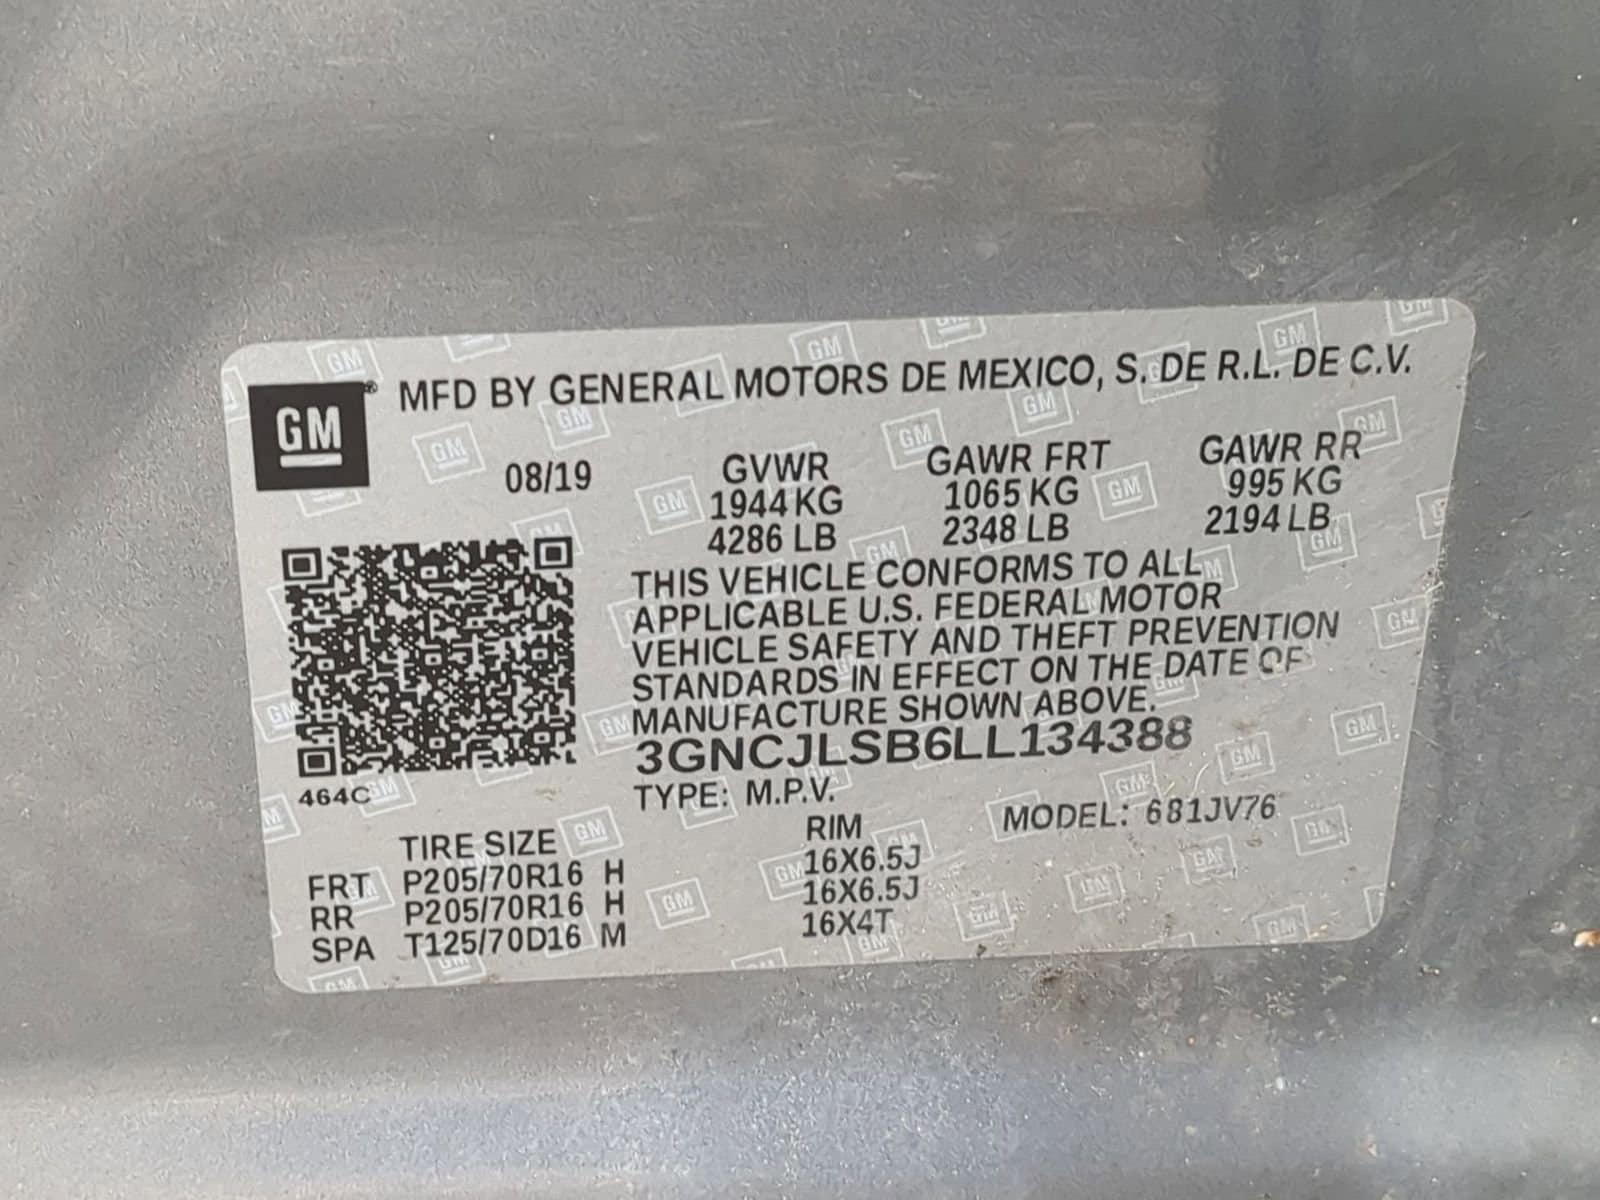 GM® MFD BY GENERAL MOTORS DE MEXICO, S. DE R.L. DE C.V.
08/19 GVWR GAWR FRT GAWR RR
1944 KG 1065 KG 995 KG
4286 LB 2348 LB 2194 LB
THIS VEHICLE CONFORMS TO ALL
APPLICABLE U.S. FEDERAL MOTOR
VEHICLE SAFETY AND THEFT PREVENTION
STANDARDS IN EFFECT ON THE DATE OF
MANUFACTURE SHOWN ABOVE.
3GNCJLSB6LL134388
464C TYPE: M.P.V.
MODEL: 681JV76
TIRE SIZE RIM
FRT P205/70R16 H 16X6.5J
RR P205/70R16 H 16X6.5J
SPA T125/70D16 M 16X4T